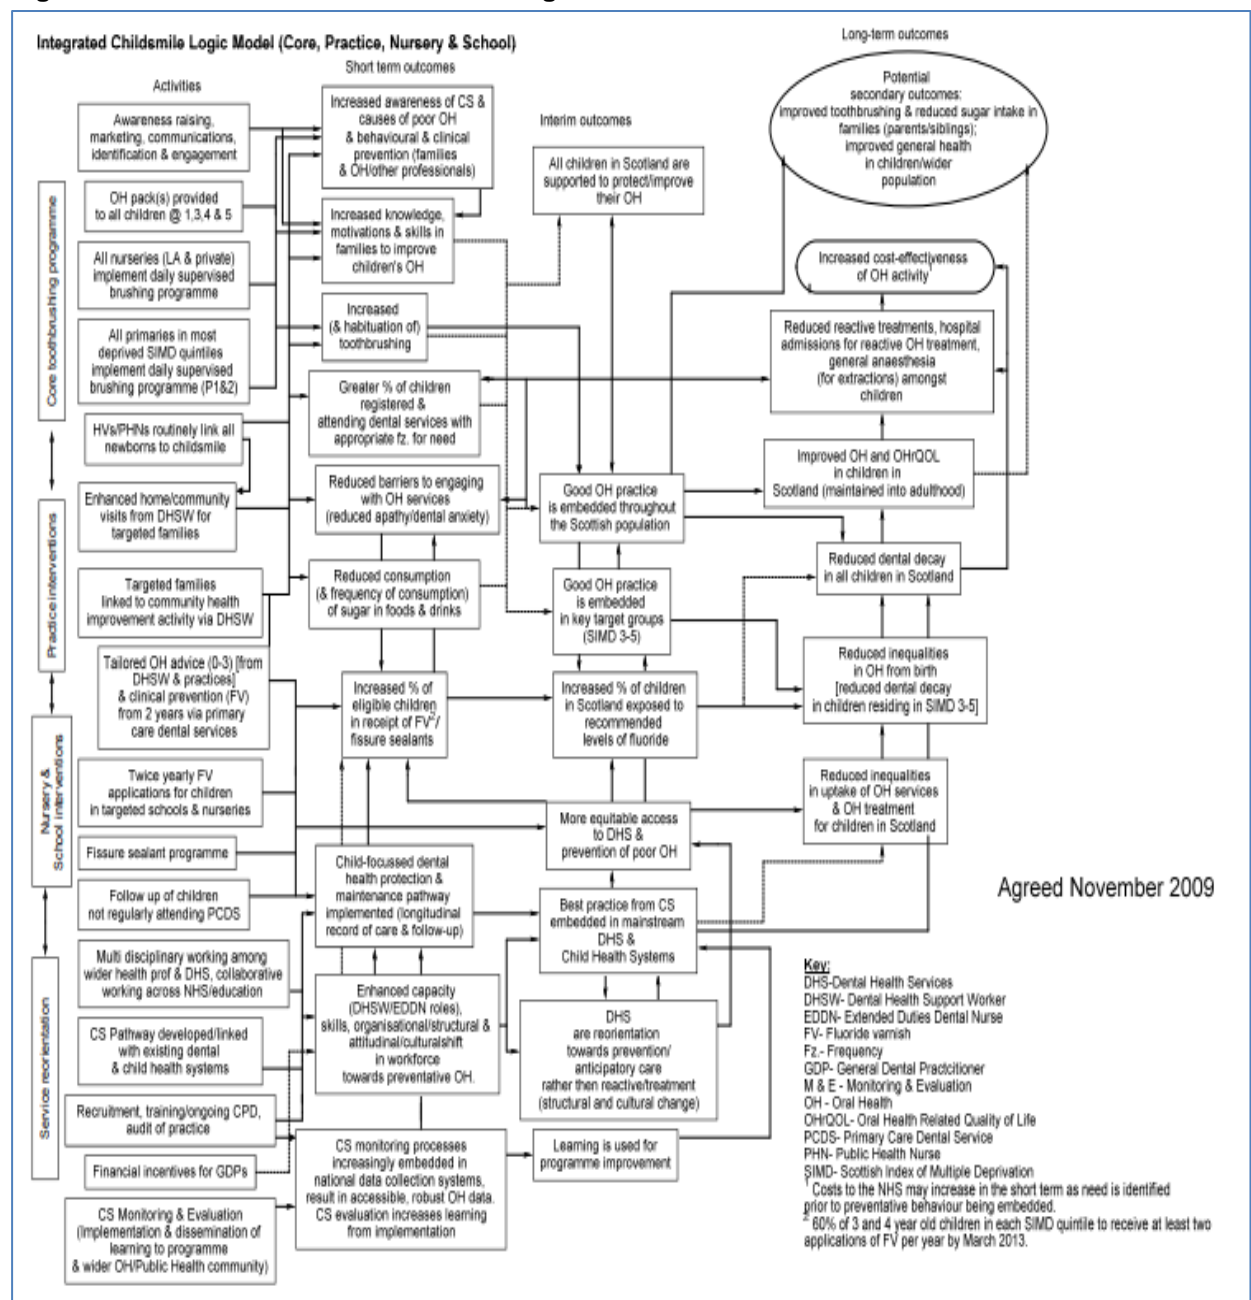 Integrated Childsmile Logic Model (Core, Practice, Nursery & School)
Activities
Awareness raising,
marketing, communications,
identification & engagement
OH pack(s) provided
to all children @ 1,3,4 & 5
All nurseries (LA & private)
implement daily supervised
brushing programme
All primaries in most
deprived SIMD quintiles
implement daily supervised
brushing programme (P1&2)
HVs/PHNs routinely link all
newborns to childsmile
Enhanced home/community
visits from DHSW for
targeted families
Targeted families
linked to community health
improvement activity via DHSW
Tailored OH advice (0-3) [from
DHSW & practices]
& clinical prevention (FV)
from 2 years via primary
care dental services
Twice yearly FV
applications for children
in targeted schools & nurseries
Fissure sealant programme
Follow up of children
not regularly attending PCDS
Multi disciplinary working among
wider health prof & DHS, collaborative
working across NHS/education
CS Pathway developed/linked
with existing dental
& child health systems
Recruitment, training/ongoing CPD,
audit of practice
Financial incentives for GDPs
CS Monitoring & Evaluation
(Implementation & dissemination of
learning to programme
& wider OH/Public Health community)
Core toothbrushing programme
Practice interventions
Nursery &
School interventions
Service reorientation
Short term outcomes
Increased awareness of CS &
causes of poor OH
& behavioural & clinical
prevention (families
& OH/other professionals)
Increased knowledge,
motivations & skills in
families to improve
children's OH
Increased
(& habituation of)
toothbrushing
Greater % of children
registered &
attending dental services with
appropriate fz. for need
Reduced barriers to engaging
with OH services
(reduced apathy/dental anxiety)
Reduced consumption
(& frequency of consumption)
of sugar in foods & drinks
Increased % of
eligible children
in receipt of FV2/
fissure sealants
Child-focussed dental
health protection &
maintenance pathway
implemented (longitudinal
record of care & follow-up)
Enhanced capacity
(DHSW/EDDN roles),
skills, organisational/structural &
attitudinal/culturalshift
in workforce
towards preventative OH.
CS monitoring processes
increasingly embedded in
national data collection systems,
result in accessible, robust OH data.
CS evaluation increases learning
from implementation
Interim outcomes
All children in Scotland are
supported to protect/improve
their OH
Good OH practice
is embedded throughout
the Scottish population
Good OH practice
is embedded
in key target groups
(SIMD 3-5)
Increased % of children
in Scotland exposed to
recommended
levels of fluoride
More equitable access
to DHS &
prevention of poor OH
Best practice from CS
embedded in mainstream
DHS &
Child Health Systems
DHS
are reorientation
towards prevention/
anticipatory care
rather then reactive/treatment
(structural and cultural change)
Learning is used for
programme improvement
Long-term outcomes
Potential
secondary outcomes:
improved toothbrushing & reduced sugar intake in
families (parents/siblings);
improved general health
in children/wider
population
Increased cost-effectiveness
of OH activity1
Reduced reactive treatments, hospital
admissions for reactive OH treatment,
general anaesthesia
(for extractions) amongst
children
Improved OH and OHrQOL
in children in
Scotland (maintained into adulthood)
Reduced dental decay
in all children in Scotland
Reduced inequalities
in OH from birth
[reduced dental decay
in children residing in SIMD 3-5]
Reduced inequalities
in uptake of OH services
& OH treatment
for children in Scotland
Agreed November 2009
Key:
DHS-Dental Health Services
DHSW- Dental Health Support Worker
EDDN- Extended Duties Dental Nurse
FV- Fluoride varnish
Fz.- Frequency
GDP- General Dental Practcitioner
M & E - Monitoring & Evaluation
OH - Oral Health
OHrQOL- Oral Health Related Quality of Life
PCDS- Primary Care Dental Service
PHN- Public Health Nurse
SIMD- Scottish Index of Multiple Deprivation
1 Costs to the NHS may increase in the short term as need is identified
prior to preventative behaviour being embedded.
2 60% of 3 and 4 year old children in each SIMD quintile to receive at least two
applications of FV per year by March 2013.